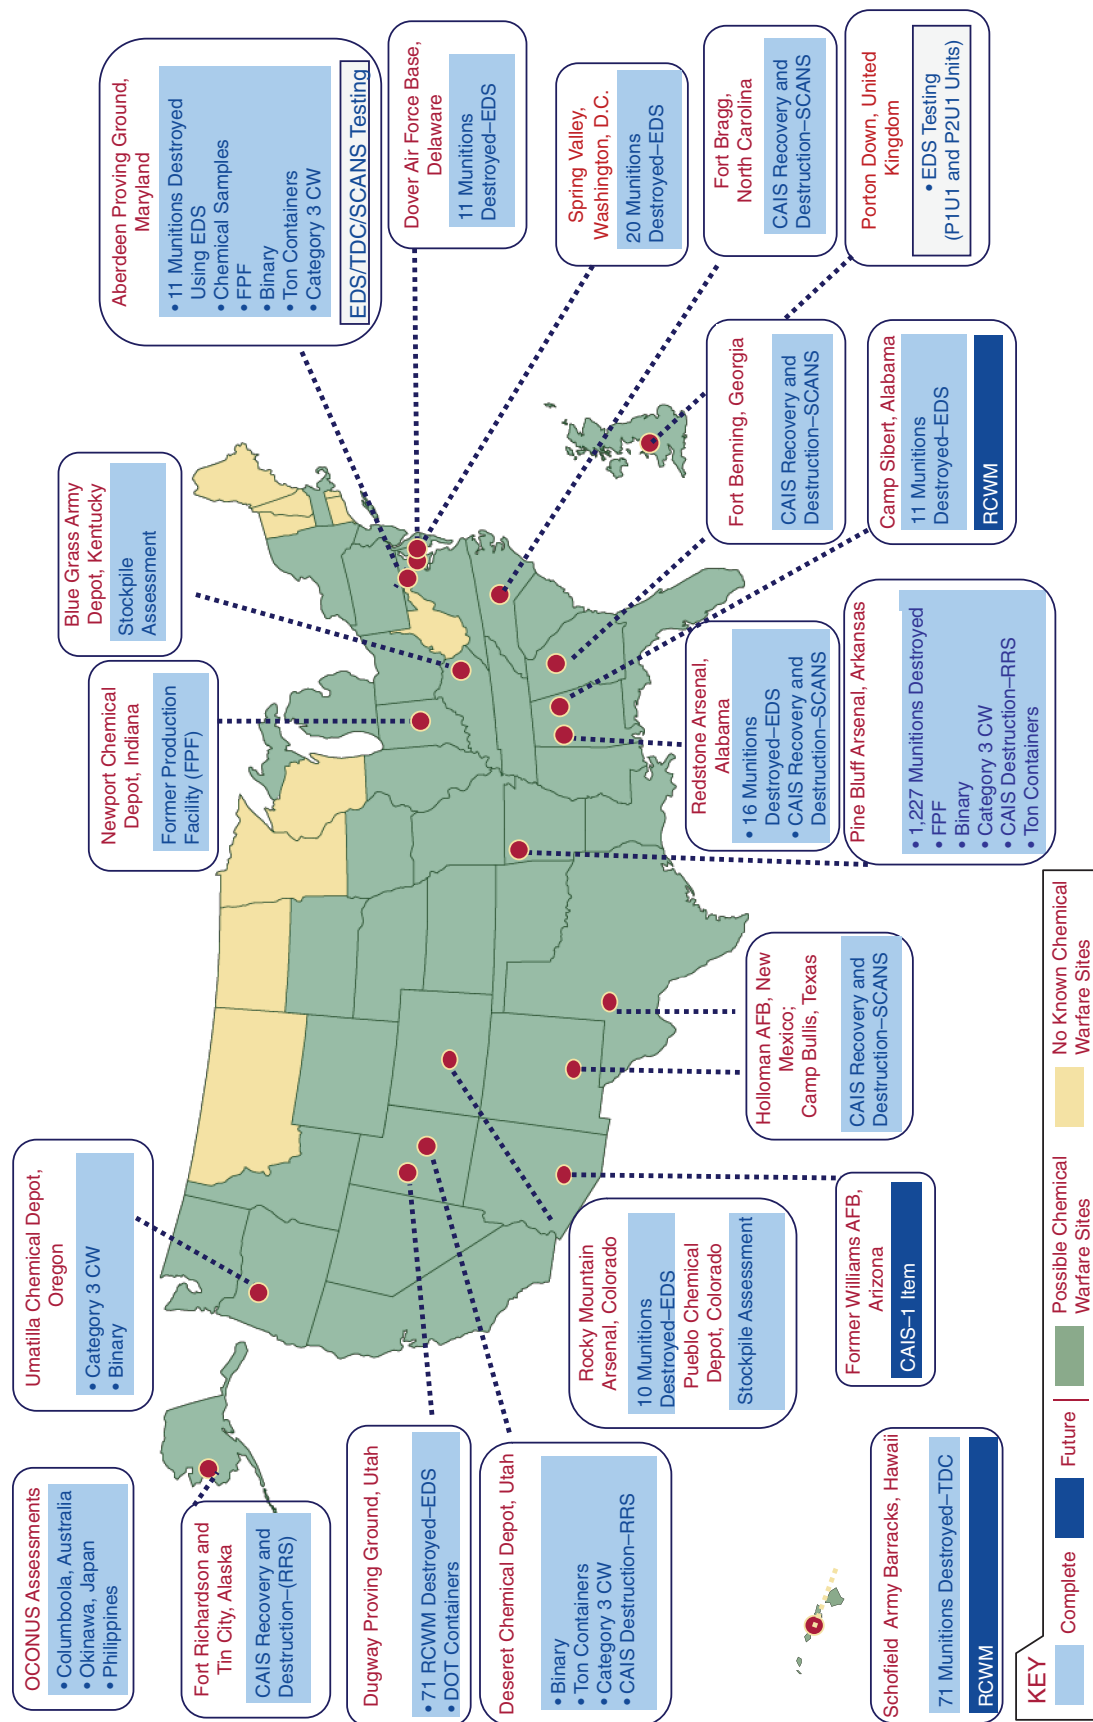 OCONUS Assessments
• Columboola, Australia
• Okinawa, Japan
• Philippines
Umatilla Chemical Depot,
Oregon
• Category 3 CW
• Binary
Newport Chemical
Depot, Indiana
Former Production
Facility (FPF)
Blue Grass Army
Depot, Kentucky
Stockpile
Assessment
Aberdeen Proving Ground,
Maryland
• 11 Munitions Destroyed
Using EDS
• Chemical Samples
• FPF
• Binary
• Ton Containers
• Category 3 CW
EDS/TDC/SCANS Testing
Dover Air Force Base,
Delaware
11 Munitions
Destroyed–EDS
Spring Valley,
Washington, D.C.
20 Munitions
Destroyed–EDS
Fort Bragg,
North Carolina
CAIS Recovery and
Destruction–SCANS
Porton Down, United
Kingdom
• EDS Testing
(P1U1 and P2U1 Units)
Fort Benning, Georgia
CAIS Recovery and
Destruction–SCANS
Camp Sibert, Alabama
11 Munitions
Destroyed–EDS
RCWM
Redstone Arsenal,
Alabama
• 16 Munitions
Destroyed–EDS
• CAIS Recovery and
Destruction–SCANS
Pine Bluff Arsenal, Arkansas
• 1,227 Munitions Destroyed
• FPF
• Binary
• Category 3 CW
• CAIS Destruction–RRS
• Ton Containers
Holloman AFB, New
Mexico;
Camp Bullis, Texas
CAIS Recovery and
Destruction–SCANS
Rocky Mountain
Arsenal, Colorado
10 Munitions
Destroyed–EDS
Pueblo Chemical
Depot, Colorado
Stockpile Assessment
Former Williams AFB,
Arizona
CAIS–1 Item
Fort Richardson and
Tin City, Alaska
CAIS Recovery and
Destruction–(RRS)
Dugway Proving Ground, Utah
• 71 RCWM Destroyed–EDS
• DOT Containers
Deseret Chemical Depot, Utah
• Binary
• Ton Containers
• Category 3 CW
• CAIS Destruction–RRS
Schofield Army Barracks, Hawaii
71 Munitions Destroyed–TDC
RCWM
KEY
Complete
Future
Possible Chemical
Warfare Sites
No Known Chemical
Warfare Sites